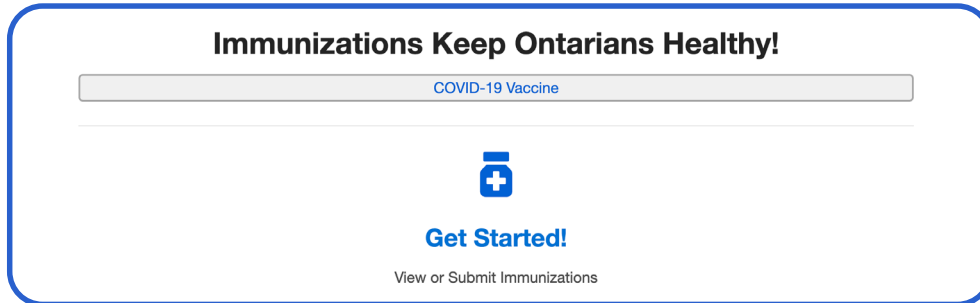 Immunizations Keep Ontarians Healthy!
COVID-19 Vaccine
Get Started!
View or Submit Immunizations